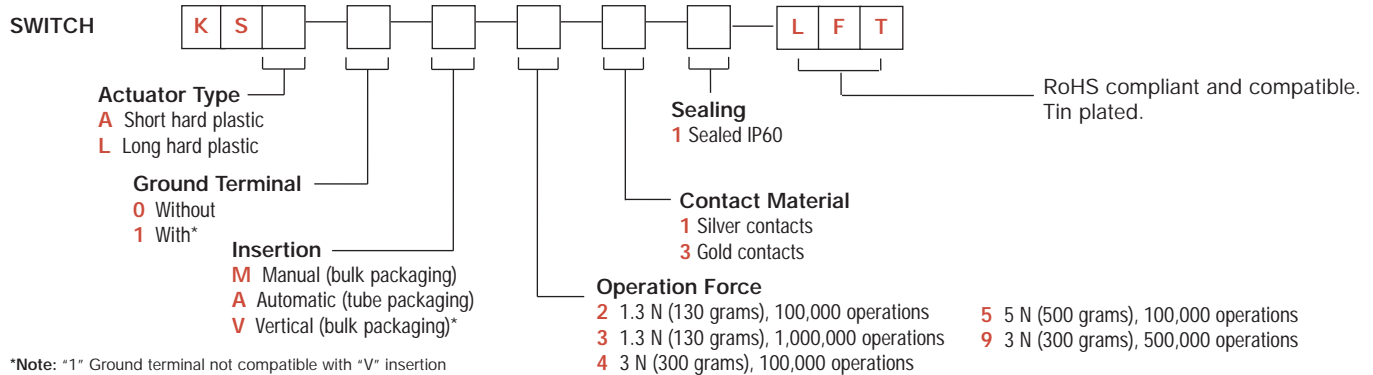 SWITCH
K S L F T
Actuator Type
A Short hard plastic
L Long hard plastic
Ground Terminal
0 Without
1 With*
Insertion
M Manual (bulk packaging)
A Automatic (tube packaging)
V Vertical (bulk packaging)*
Operation Force
2 1.3 N (130 grams), 100,000 operations
3 1.3 N (130 grams), 1,000,000 operations
4 3 N (300 grams), 100,000 operations
5 5 N (500 grams), 100,000 operations
9 3 N (300 grams), 500,000 operations
Contact Material
1 Silver contacts
3 Gold contacts
Sealing
1 Sealed IP60
RoHS compliant and compatible.
Tin plated.
*Note: "1" Ground terminal not compatible with "V" insertion